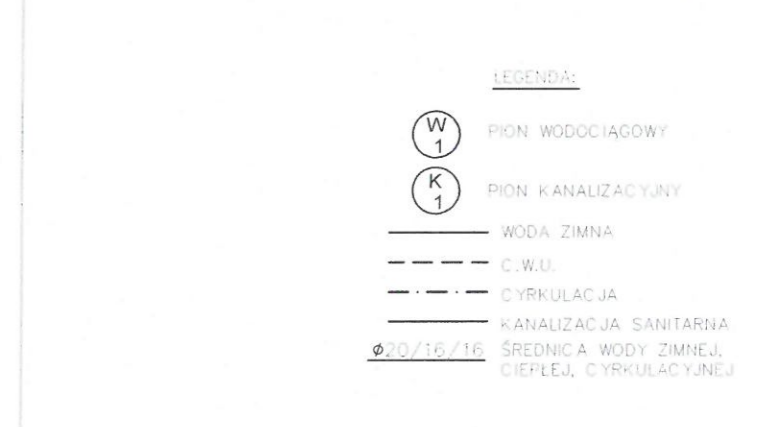 LEGENDA:
W
1
PION WODOCIĄGOWY
K
1
PION KANALIZACYJNY
WODA ZIMNA
C.W.U.
CYRKULACJA
KANALIZACJA SANITARNA
ø20/16/16 ŚREDNICA WODY ZIMNEJ,
CIEPŁEJ, CYRKULACYJNEJ